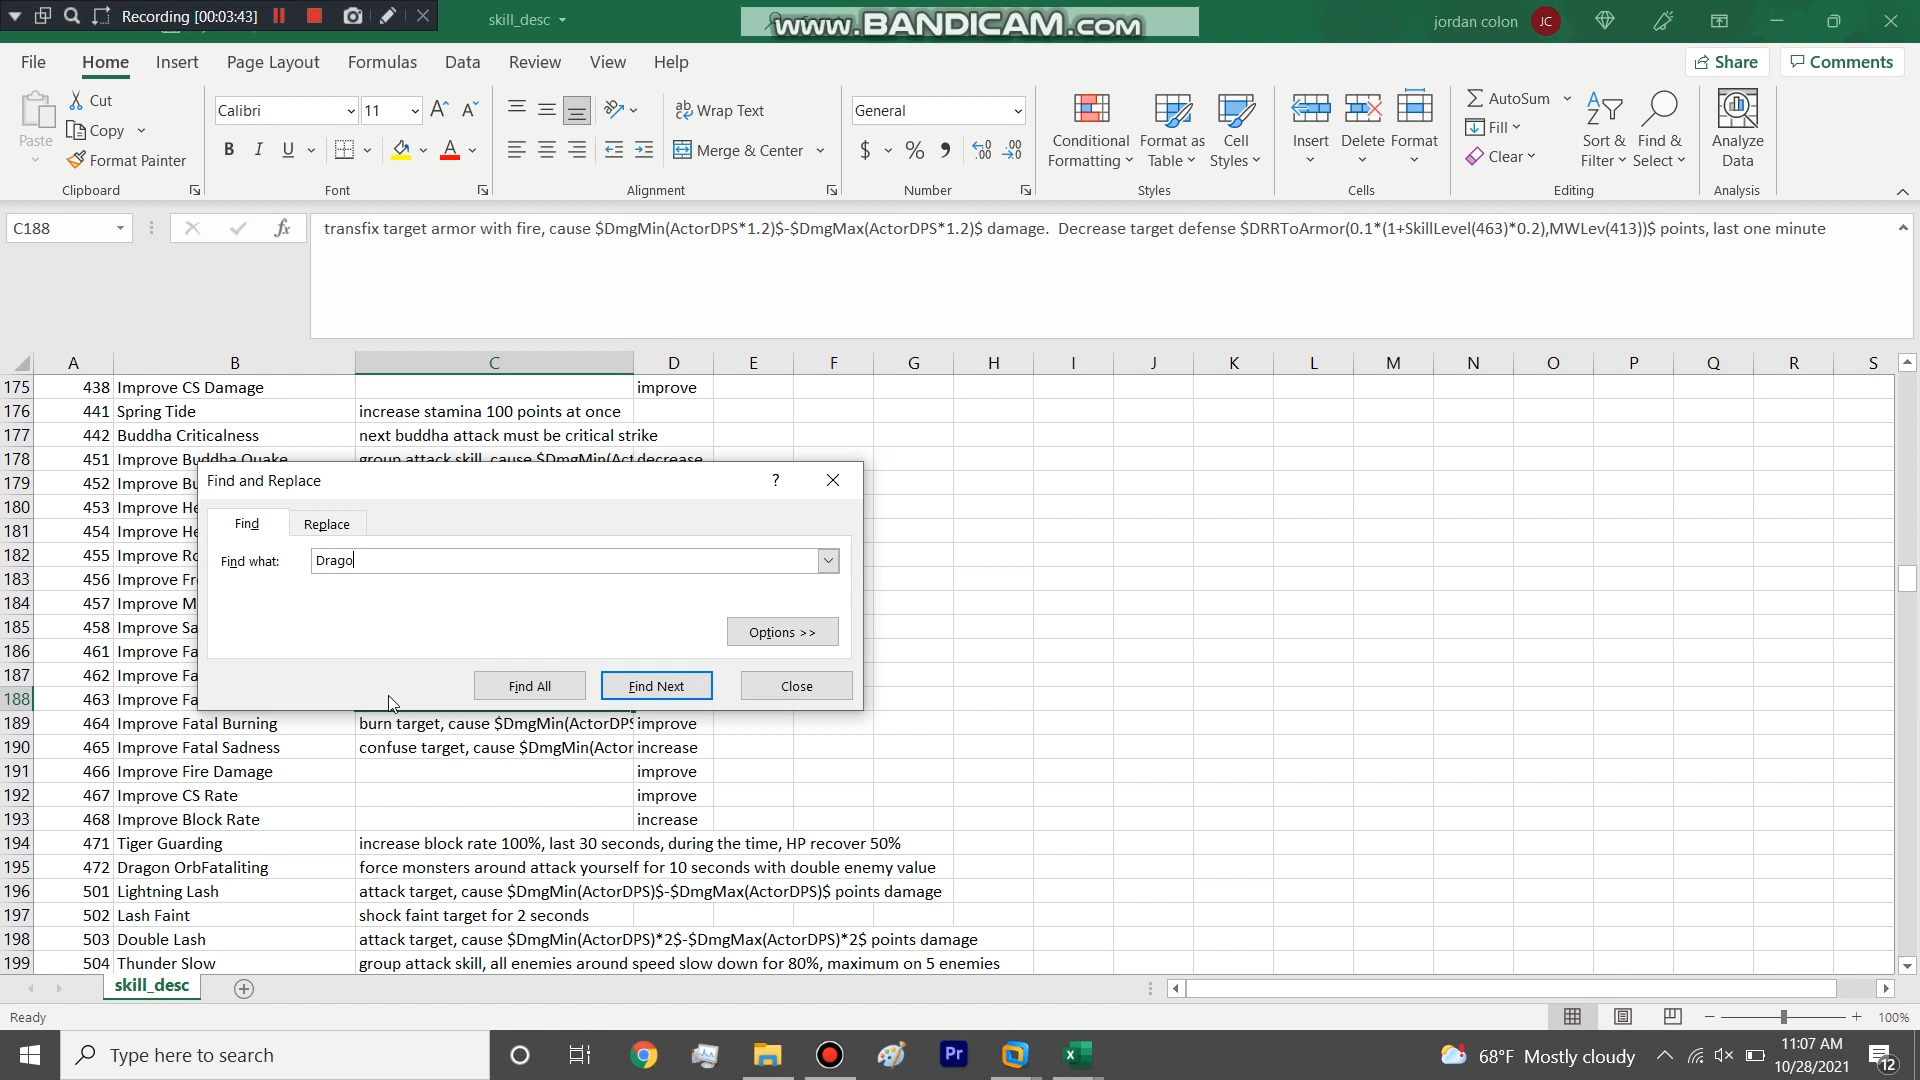 Recording [00:03:43]
skill_desc
www.BANDICAM.com
jordan colon JC
File Home Insert Page Layout Formulas Data Review View Help Share Comments
Cut
Copy
Paste
Format Painter
Calibri 11
B I U
Wrap Text
Merge & Center
General
$ % 9
Conditional Formatting
Format as Table
Cell Styles
Insert Delete Format
AutoSum
Fill
Clear
Sort & Filter
Find & Select
Analyze Data
Clipboard Font Alignment Number Styles Cells Editing Analysis
C188 fx transfix target armor with fire, cause $DmgMin(ActorDPS*1.2)$-$DmgMax(ActorDPS*1.2)$ damage. Decrease target defense $DRRToArmor(0.1*(1+SkillLevel(463)*0.2),MWLev(413))$ points, last one minute
A B C D E F G H I J K L M N O P Q R S
175 438 Improve CS Damage improve
176 441 Spring Tide increase stamina 100 points at once
177 442 Buddha Criticalness next buddha attack must be critical strike
178 451 Improve Buddha Quake group attack skill, cause $DmgMin(Act decrease
179 452 Improve Bu
180 453 Improve He
181 454 Improve He
182 455 Improve Ro
183 456 Improve Fr
184 457 Improve M
185 458 Improve Sa
186 461 Improve Fa
187 462 Improve Fa
188 463 Improve Fa
Find and Replace ?
Find Replace
Find what: Drago
Options >>
Find All Find Next Close
189 464 Improve Fatal Burning burn target, cause $DmgMin(ActorDPS improve
190 465 Improve Fatal Sadness confuse target, cause $DmgMin(Actor increase
191 466 Improve Fire Damage improve
192 467 Improve CS Rate improve
193 468 Improve Block Rate increase
194 471 Tiger Guarding increase block rate 100%, last 30 seconds, during the time, HP recover 50%
195 472 Dragon OrbFataliting force monsters around attack yourself for 10 seconds with double enemy value
196 501 Lightning Lash attack target, cause $DmgMin(ActorDPS)$-$DmgMax(ActorDPS)$ points damage
197 502 Lash Faint shock faint target for 2 seconds
198 503 Double Lash attack target, cause $DmgMin(ActorDPS)*2$-$DmgMax(ActorDPS)*2$ points damage
199 504 Thunder Slow group attack skill, all enemies around speed slow down for 80%, maximum on 5 enemies
skill_desc
Ready 100%
Type here to search
Pr
68°F Mostly cloudy
11:07 AM
10/28/2021
12